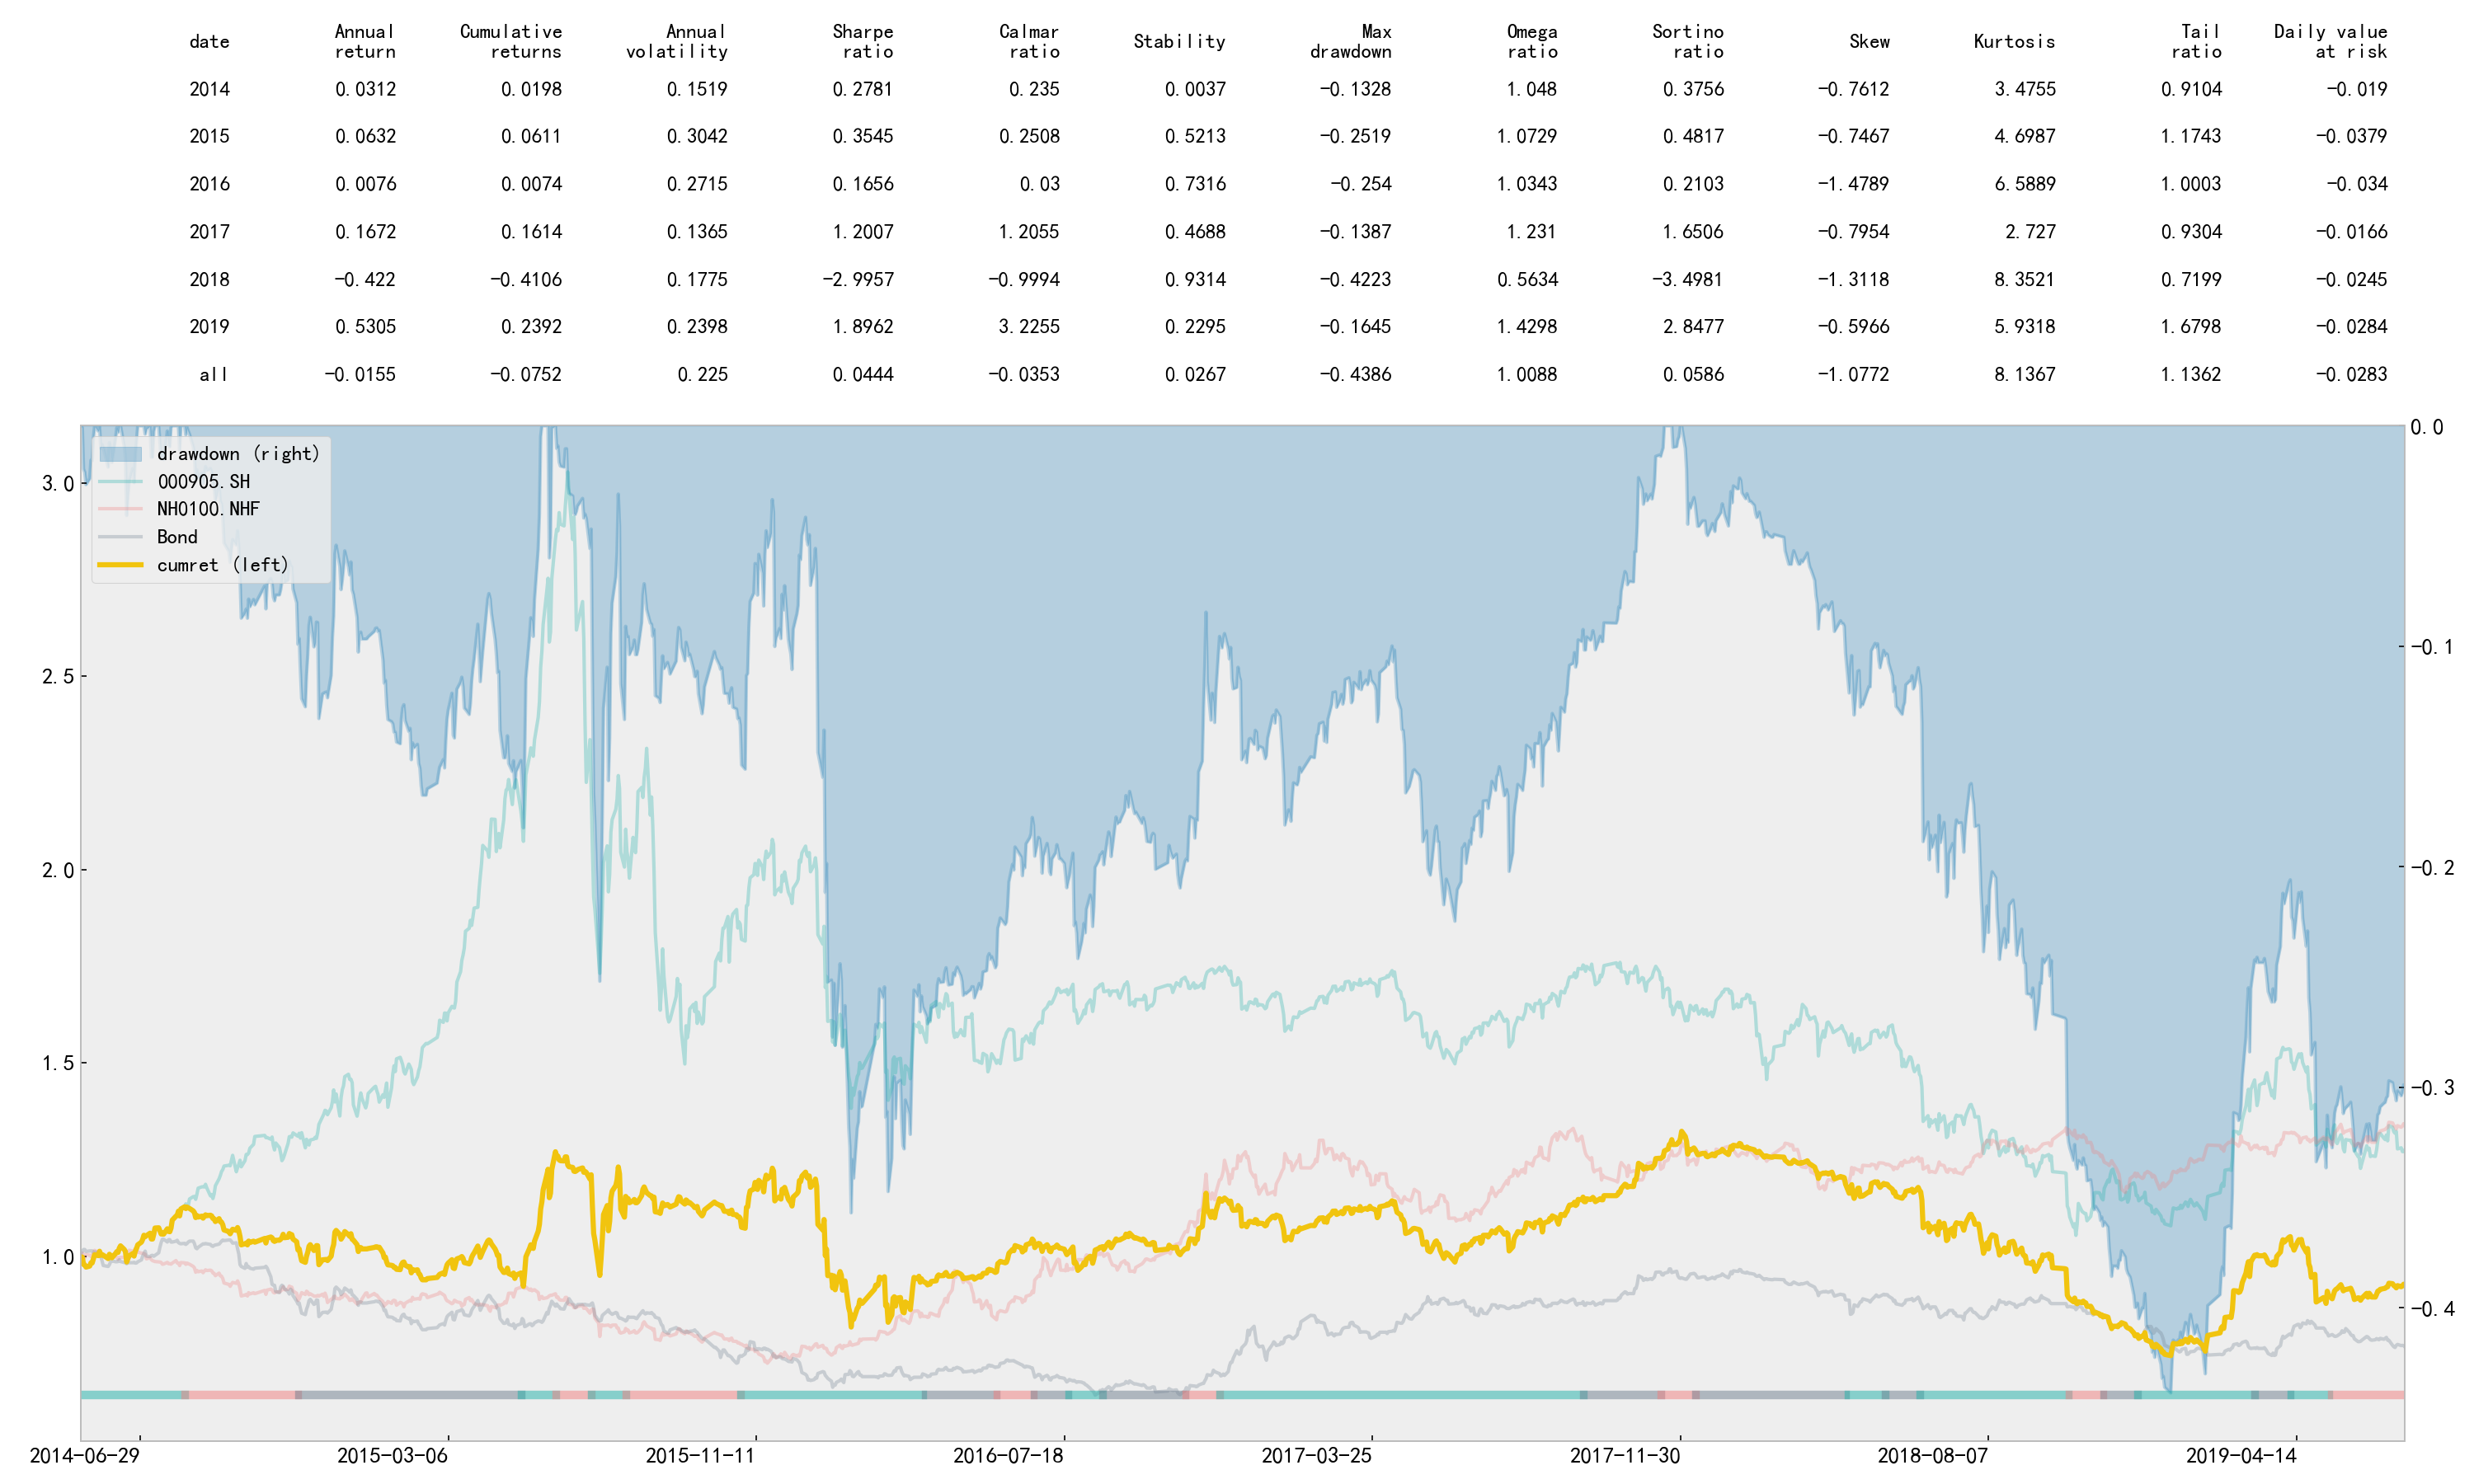 date Annual return Cumulative returns Annual volatility Sharpe ratio Calmar ratio Stability Max drawdown Omega ratio Sortino ratio Skew Kurtosis Tail ratio Daily value at risk
2014 0.0312 0.0198 0.1519 0.2781 0.235 0.0037 -0.1328 1.048 0.3756 -0.7612 3.4755 0.9104 -0.019
2015 0.0632 0.0611 0.3042 0.3545 0.2508 0.5213 -0.2519 1.0729 0.4817 -0.7467 4.6987 1.1743 -0.0379
2016 0.0076 0.0074 0.2715 0.1656 0.03 0.7316 -0.254 1.0343 0.2103 -1.4789 6.5889 1.0003 -0.034
2017 0.1672 0.1614 0.1365 1.2007 1.2055 0.4688 -0.1387 1.231 1.6506 -0.7954 2.727 0.9304 -0.0166
2018 -0.422 -0.4106 0.1775 -2.9957 -0.9994 0.9314 -0.4223 0.5634 -3.4981 -1.3118 8.3521 0.7199 -0.0245
2019 0.5305 0.2392 0.2398 1.8962 3.2255 0.2295 -0.1645 1.4298 2.8477 -0.5966 5.9318 1.6798 -0.0284
all -0.0155 -0.0752 0.225 0.0444 -0.0353 0.0267 -0.4386 1.0088 0.0586 -1.0772 8.1367 1.1362 -0.0283
drawdown (right)
000905.SH
NH0100.NHF
Bond
cumret (left)
3.0
2.5
2.0
1.5
1.0
0.0
-0.1
-0.2
-0.3
-0.4
2014-06-29 2015-03-06 2015-11-11 2016-07-18 2017-03-25 2017-11-30 2018-08-07 2019-04-14